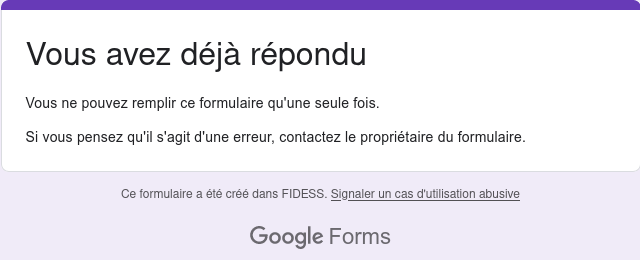 Vous avez déjà répondu
Vous ne pouvez remplir ce formulaire qu'une seule fois.
Si vous pensez qu'il s'agit d'une erreur, contactez le propriétaire du formulaire.
Ce formulaire a été créé dans FIDESS. Signaler un cas d'utilisation abusive
Google Forms